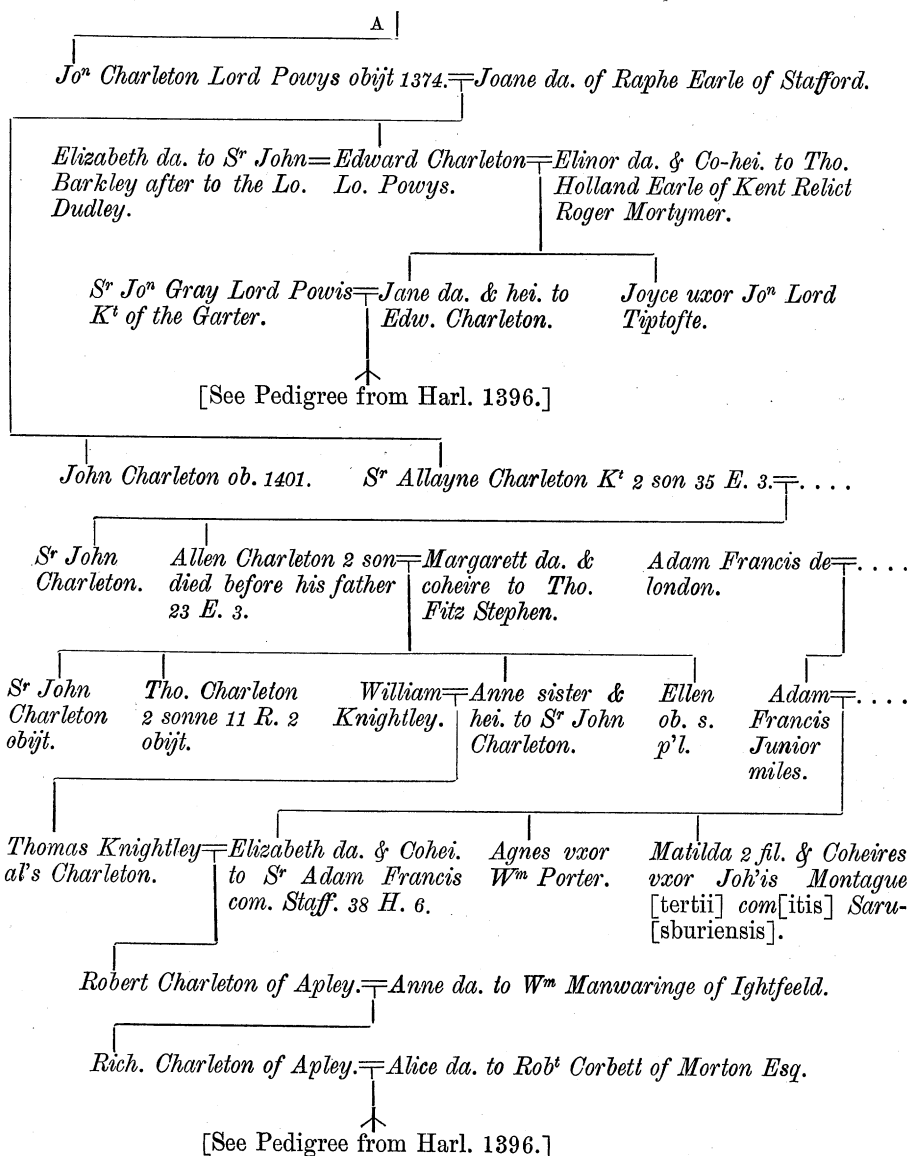 A
Joⁿ Charleton Lord Powys obijt 1374.=Joane da. of Raphe Earle of Stafford.
Elizabeth da. to Sʳ John=Edward Charleton=Elinor da. & Co-hei. to Tho.
Barkley after to the Lo. Lo. Powys. Holland Earle of Kent Relict
Dudley. Roger Mortymer.
Sʳ Joⁿ Gray Lord Powis=Jane da. & hei. to Joyce uxor Joⁿ Lord
Kᵗ of the Garter. Edw. Charleton. Tiptofte.
[See Pedigree from Harl. 1396.]
John Charleton ob. 1401. Sʳ Allayne Charleton Kᵗ 2 son 35 E. 3.=....
Sʳ John Allen Charleton 2 son=Margarett da. & Adam Francis de=....
Charleton. died before his father coheire to Tho. london.
23 E. 3. Fitz Stephen.
Sʳ John Tho. Charleton William=Anne sister & Ellen Adam=....
Charleton 2 sonne 11 R. 2 Knightley. hei. to Sʳ John ob. s. Francis
obijt. obijt. Charleton. p'l. Junior
miles.
Thomas Knightley=Elizabeth da. & Cohei. Agnes vxor Matilda 2 fil. & Coheires
al's Charleton. to Sʳ Adam Francis Wᵐ Porter. vxor Joh'is Montague
com. Staff. 38 H. 6. [tertii] com[itis] Saru-
[sburiensis].
Robert Charleton of Apley.=Anne da. to Wᵐ Manwaringe of Ightfeeld.
Rich. Charleton of Apley.=Alice da. to Robᵗ Corbett of Morton Esq.
[See Pedigree from Harl. 1396.]